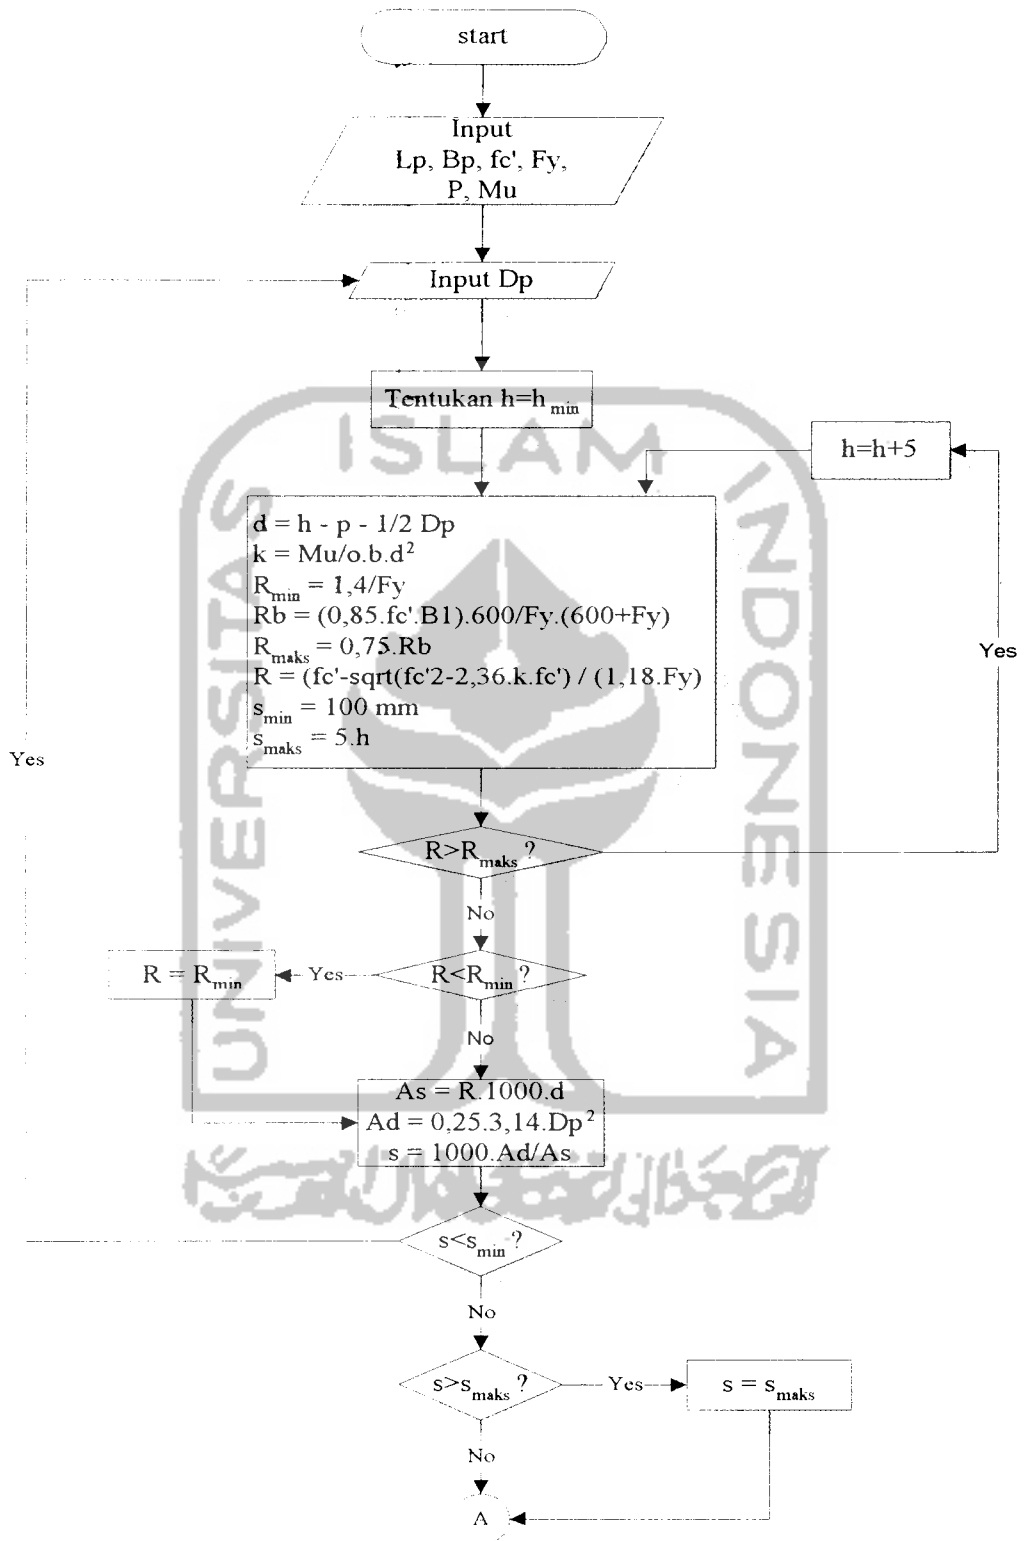 start
Input
Lp, Bp, fc', Fy,
P, Mu
Input Dp
Tentukan h=h min
h=h+5
d = h - p - 1/2 Dp
k = Mu/o.b.d²
Rmin = 1,4/Fy
Rb = (0,85.fc'.B1).600/Fy.(600+Fy)
Rmaks = 0,75.Rb
R = (fc'-sqrt(fc'2-2,36.k.fc') / (1,18.Fy)
smin = 100 mm
smaks = 5.h
Yes
Yes
R>Rmaks ?
No
R<Rmin ?
Yes
R = Rmin
No
As = R.1000.d
Ad = 0,25.3,14.Dp²
s = 1000.Ad/As
s<smin ?
No
s>smaks ?
Yes
s = smaks
No
A
UNIVERSITAS
ISLAM
INDONESIA